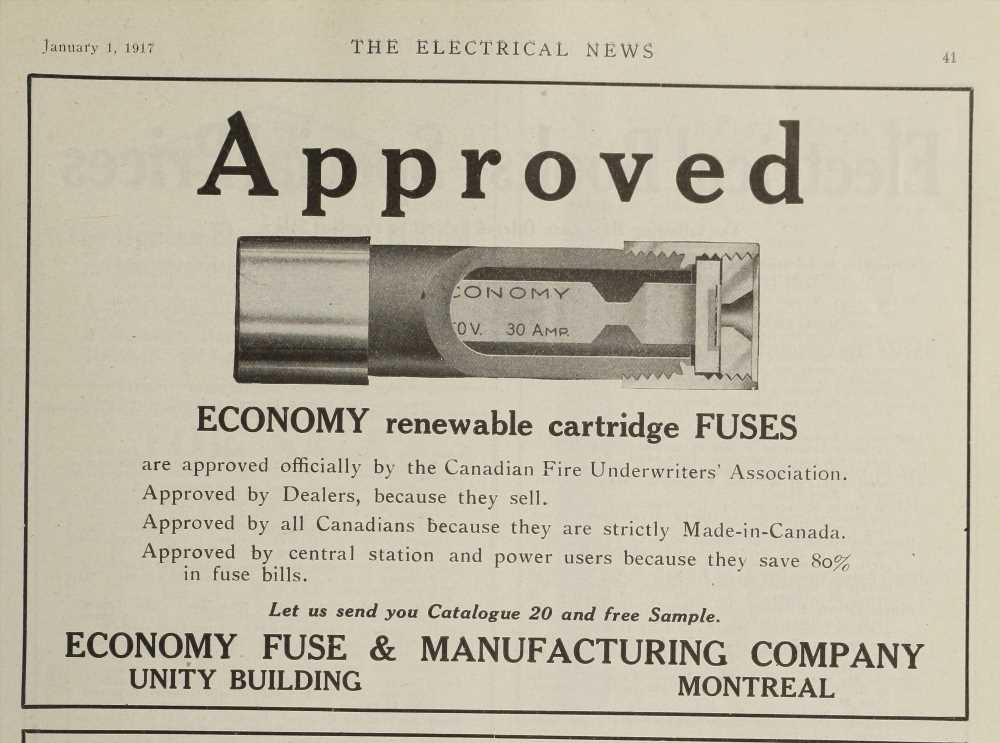 January 1, 1917
THE ELECTRICAL NEWS
41
Approved
CONOMY
0V. 30 AMP.
ECONOMY renewable cartridge FUSES
are approved officially by the Canadian Fire Underwriters' Association.
Approved by Dealers, because they sell.
Approved by all Canadians because they are strictly Made-in-Canada.
Approved by central station and power users because they save 80%
in fuse bills.
Let us send you Catalogue 20 and free Sample.
ECONOMY FUSE & MANUFACTURING COMPANY
UNITY BUILDING
MONTREAL